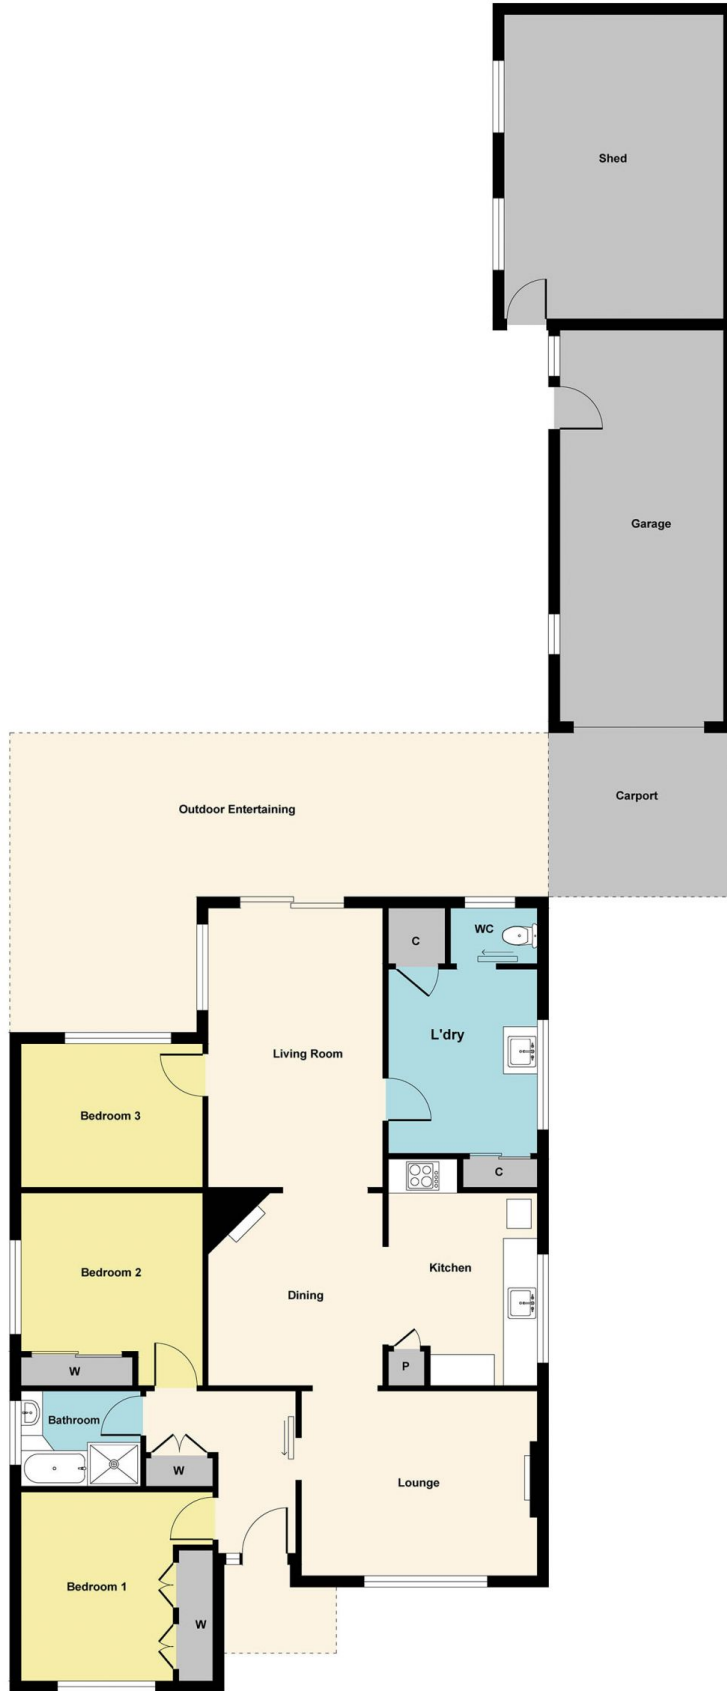 Shed
Garage
Carport
Outdoor Entertaining
WC
C
L'dry
Living Room
Bedroom 3
C
Bedroom 2
Kitchen
Dining
P
W
Bathroom
W
Lounge
Bedroom 1
W